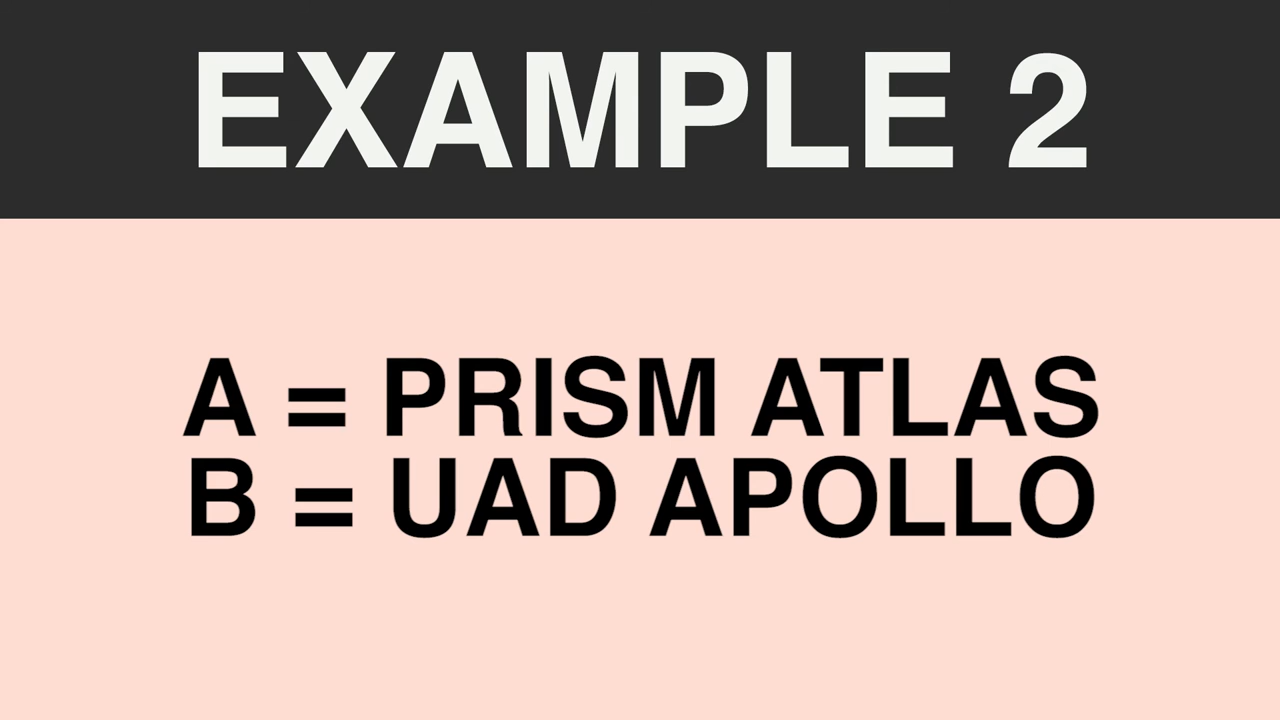 EXAMPLE 2
A = PRISM ATLAS
B = UAD APOLLO